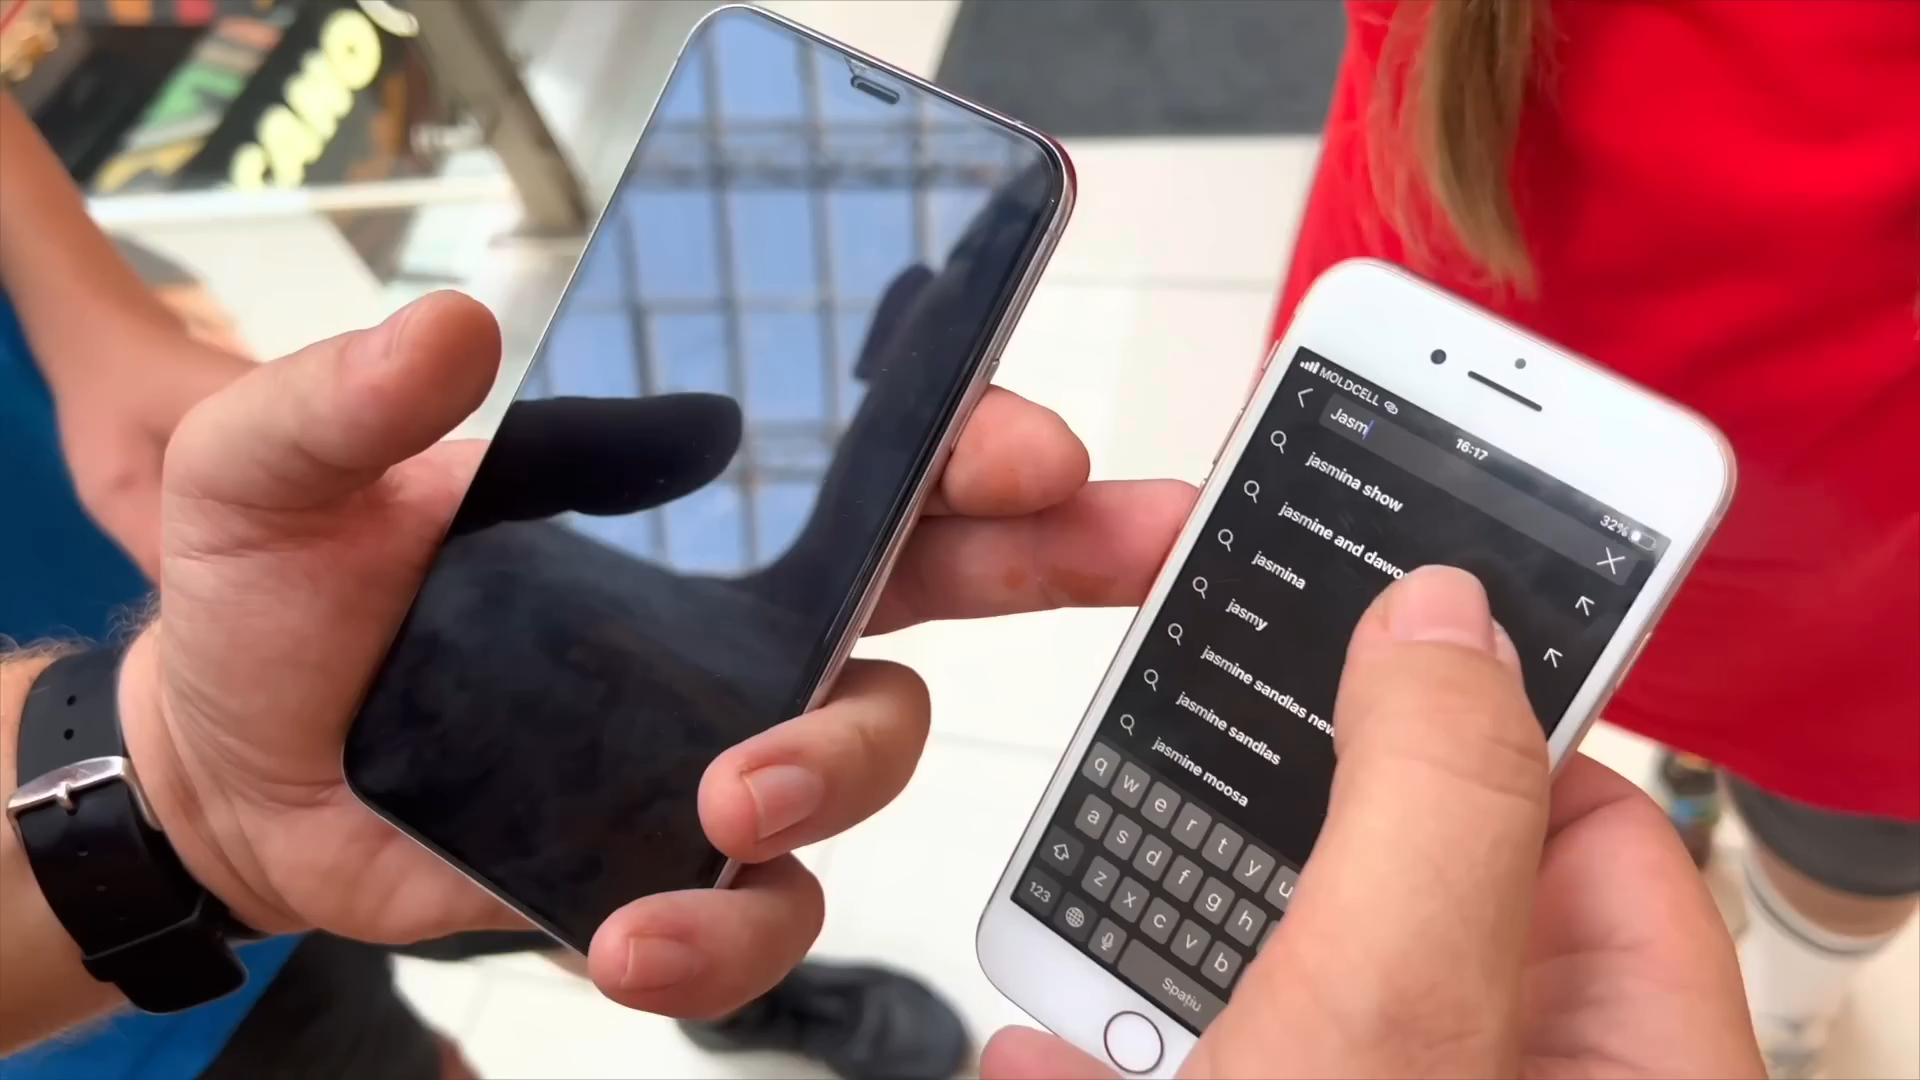 MOLDCELL
16:17
32%
Jasm
jasmina show
jasmine and dawo
jasmina
jasmy
jasmine sandlas new
jasmine sandlas
jasmine moosa
q w e r t y u
a s d f g h
z x c v b
123
Spațiu